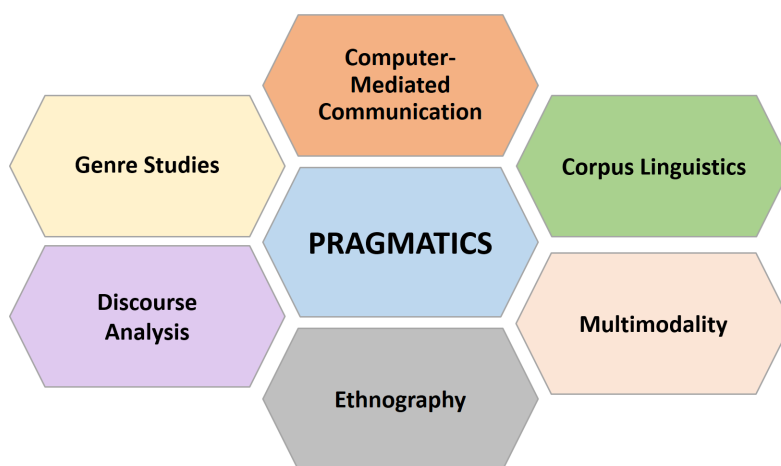 Computer-
Mediated
Communication
Genre Studies
Corpus Linguistics
PRAGMATICS
Discourse
Analysis
Multimodality
Ethnography